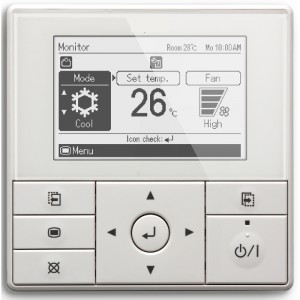 Monitor Room 28℃ Mo 10:00AM
Mode Set temp. Fan
26 ℃
Cool High
Icon check:
Menu